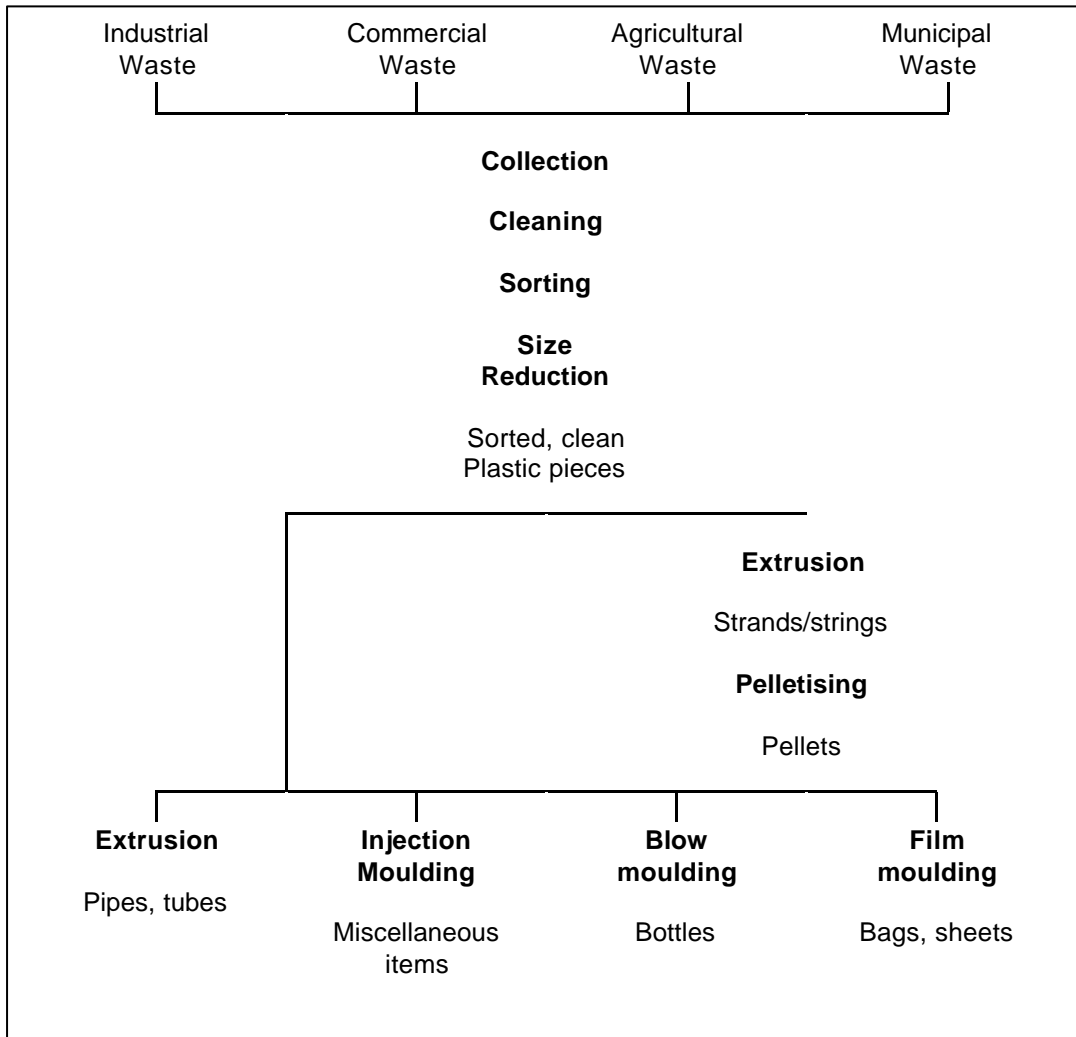 Industrial
Waste
Commercial
Waste
Agricultural
Waste
Municipal
Waste
Collection
Cleaning
Sorting
Size
Reduction
Sorted, clean
Plastic pieces
Extrusion
Strands/strings
Pelletising
Pellets
Extrusion
Pipes, tubes
Injection
Moulding
Miscellaneous
items
Blow
moulding
Bottles
Film
moulding
Bags, sheets